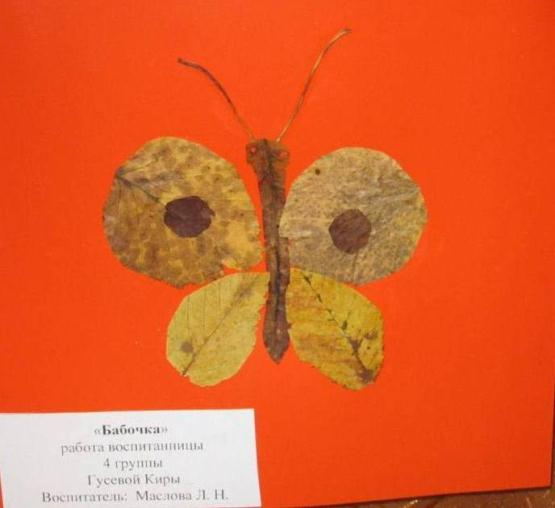 «Бабочка»
работа воспитанницы
4 группы
Гусевой Киры
Воспитатель: Маслова Л. Н.